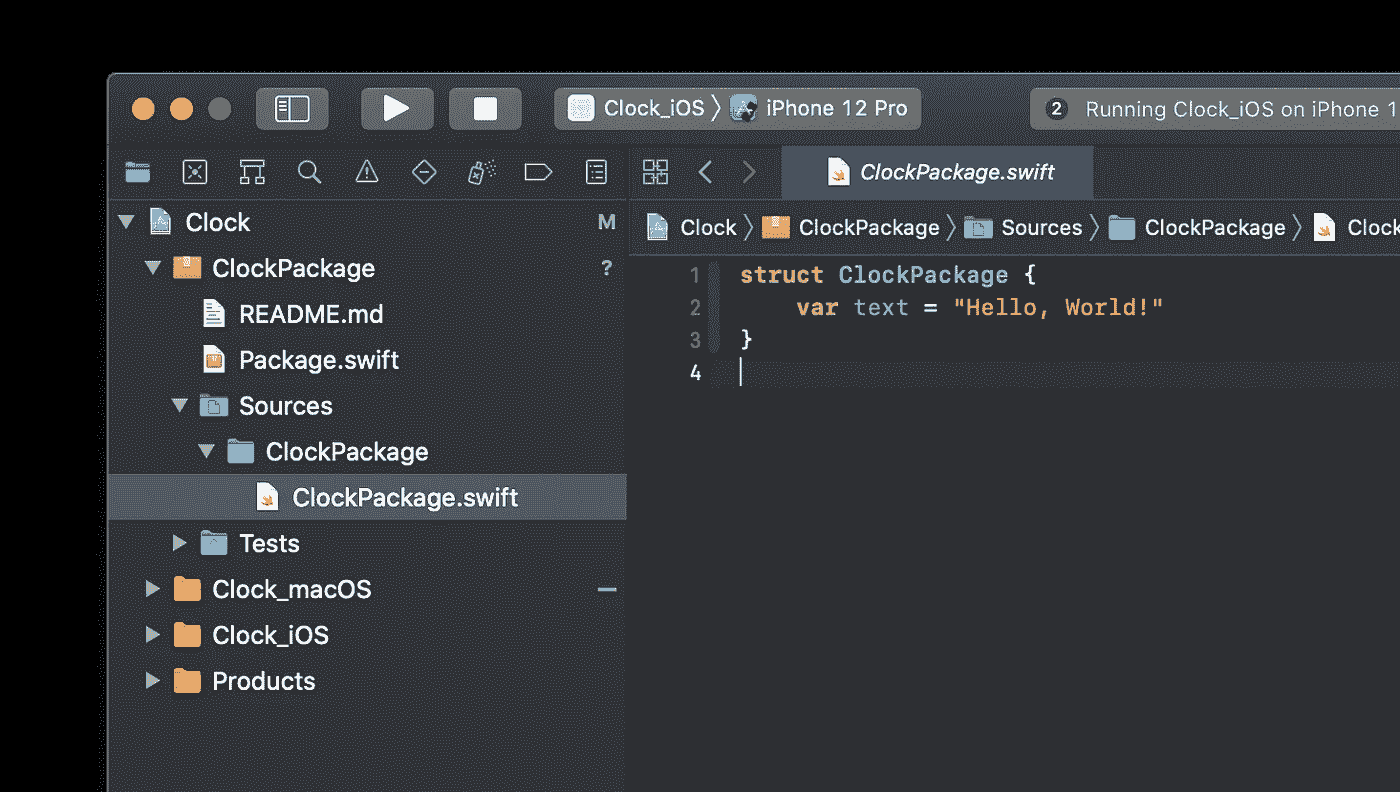 Clock_iOS 〉 iPhone 12 Pro
2 Running Clock_iOS on iPhone 1
ClockPackage.swift
Clock M
ClockPackage ?
README.md
Package.swift
Sources
ClockPackage
ClockPackage.swift
Tests
Clock_macOS
Clock_iOS
Products
Clock 〉 ClockPackage 〉 Sources 〉 ClockPackage 〉 Clock
1 struct ClockPackage {
2 var text = "Hello, World!"
3 }
4